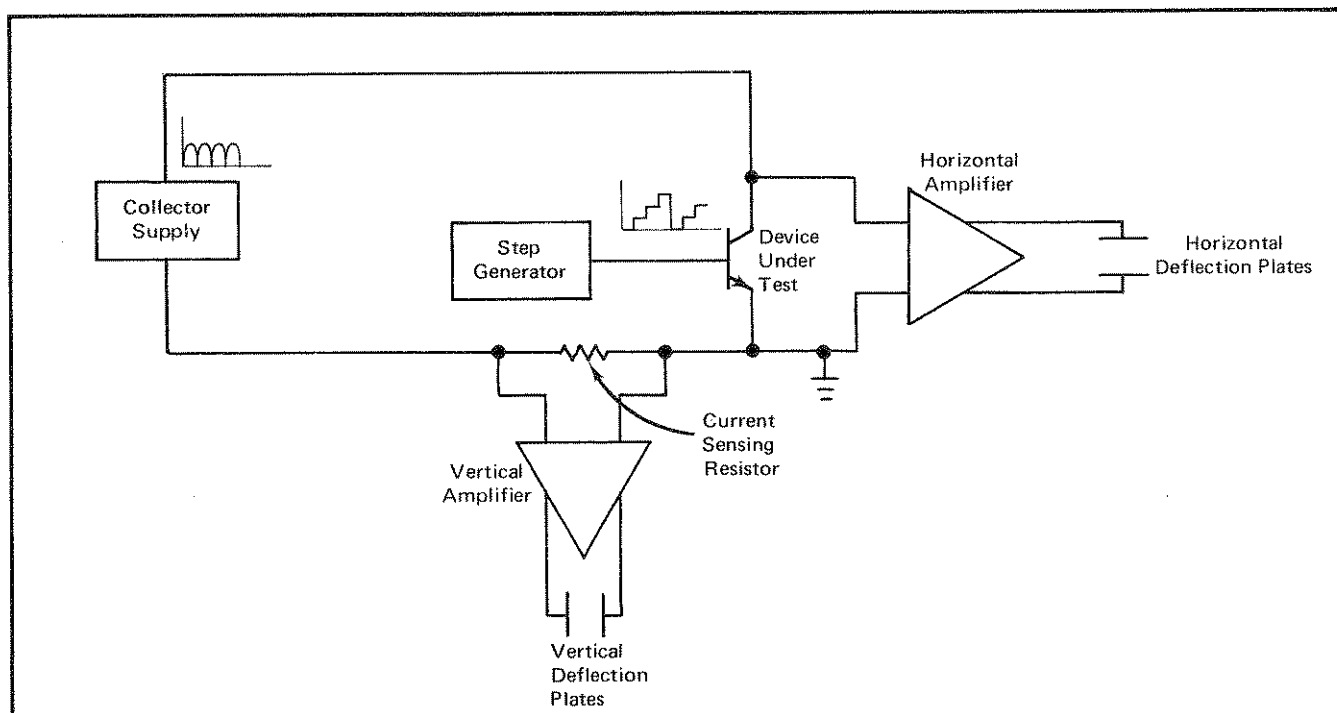 Collector
Supply
Step
Generator
Device
Under
Test
Horizontal
Amplifier
Horizontal
Deflection Plates
Current
Sensing
Resistor
Vertical
Amplifier
Vertical
Deflection
Plates